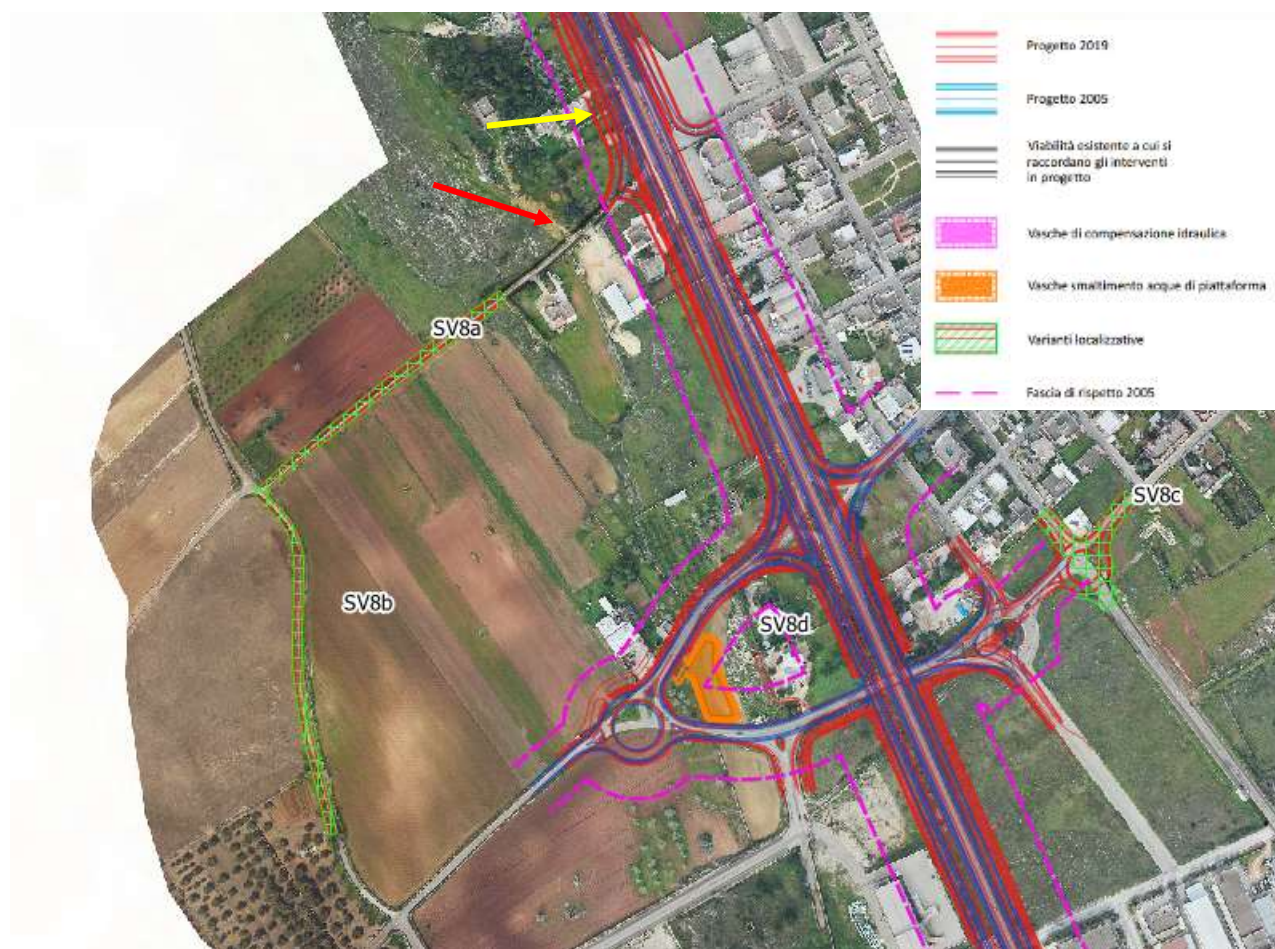 Progetto 2019
Progetto 2005
Viabilità esistente a cui si
raccordano gli interventi
in progetto
Vasche di compensazione idraulica
Vasche smaltimento acque di piattaforma
Varianti localizzative
Fascia di rispetto 2005
SV8a
SV8c
SV8b
SV8d